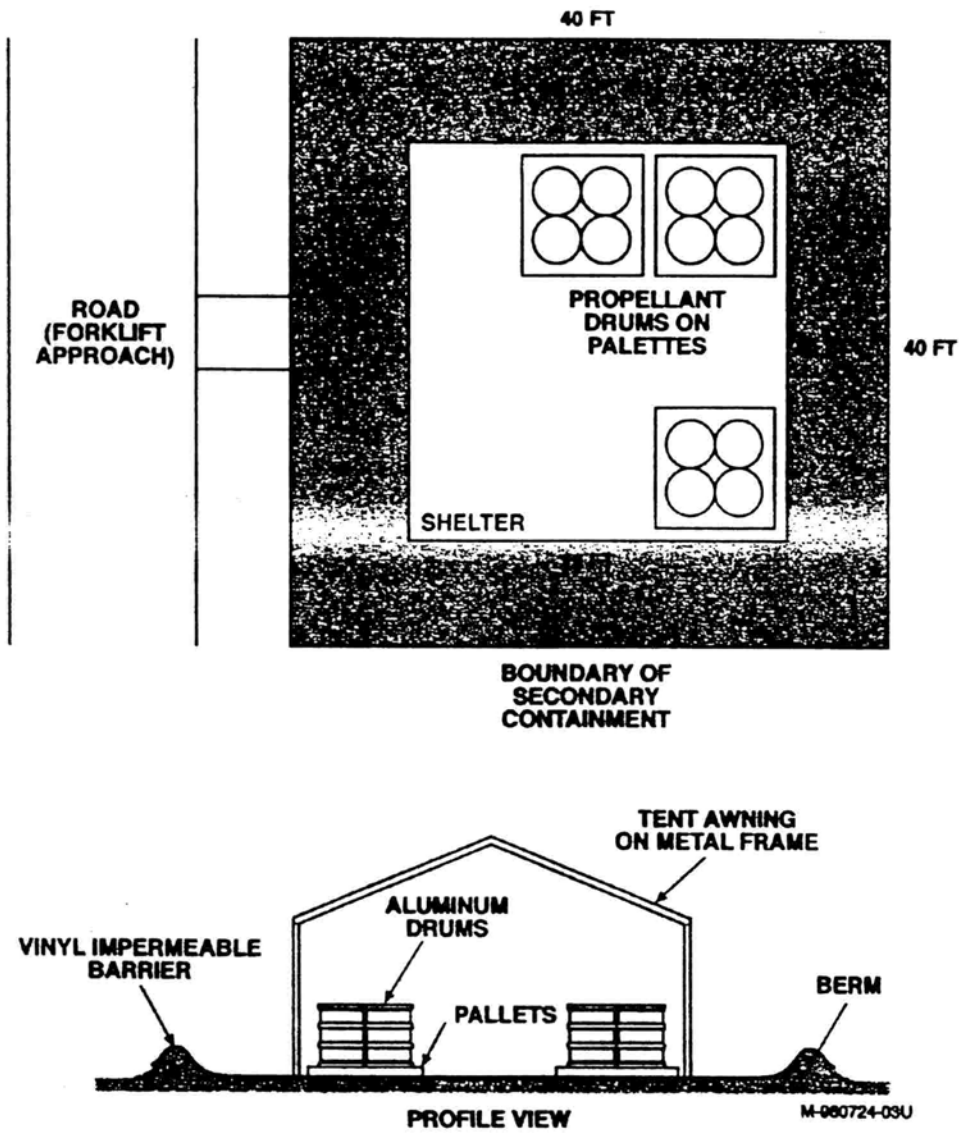 40 FT
ROAD
(FORKLIFT
APPROACH)
PROPELLANT
DRUMS ON
PALETTES
40 FT
SHELTER
BOUNDARY OF
SECONDARY
CONTAINMENT
TENT AWNING
ON METAL FRAME
ALUMINUM
DRUMS
VINYL IMPERMEABLE
BARRIER
PALLETS
BERM
PROFILE VIEW
M-960724-03U